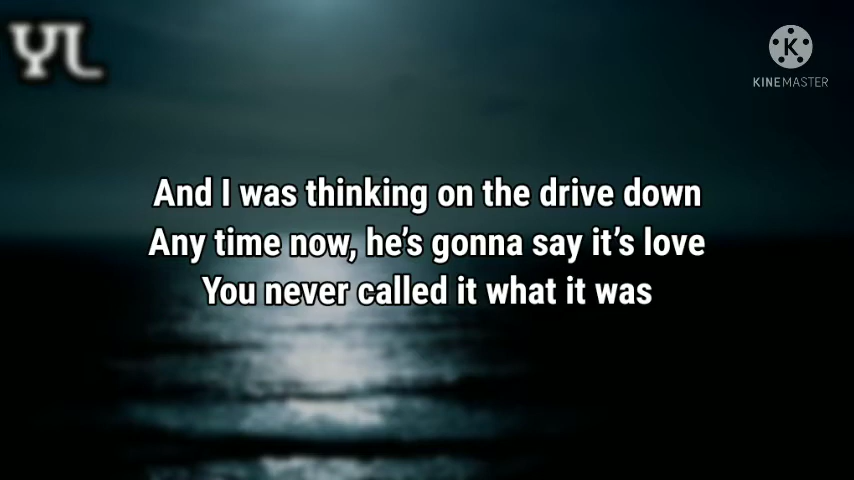 YL
KINEMASTER
And I was thinking on the drive down
Any time now, he's gonna say it's love
You never called it what it was